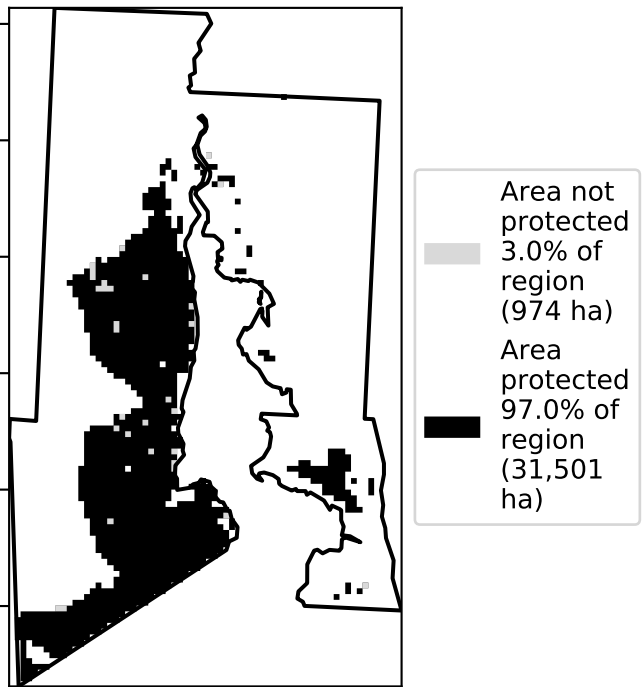 Area not
protected
3.0% of
region
(974 ha)
Area
protected
97.0% of
region
(31,501
ha)